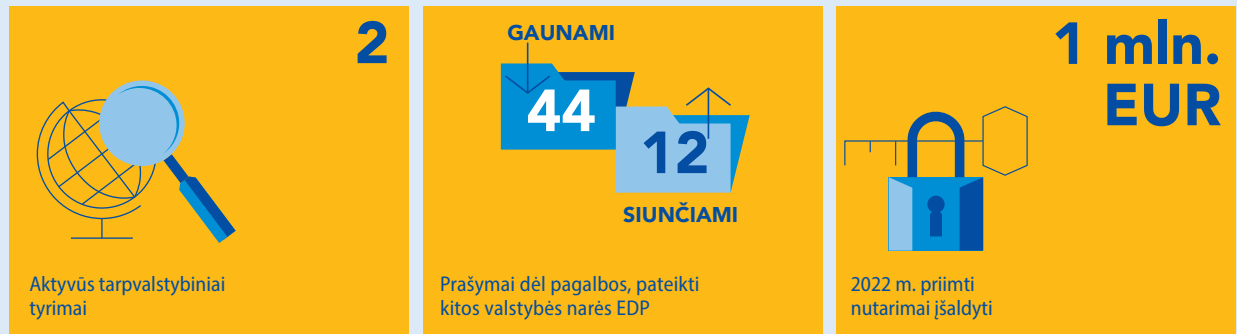 2
Aktyvūs tarpvalstybiniai
tyrimai
GAUNAMI
44
12
SIUNČIAMI
Prašymai dėl pagalbos, pateikti
kitos valstybės narės EDP
1 mln.
EUR
2022 m. priimti
nutarimai įšaldyti